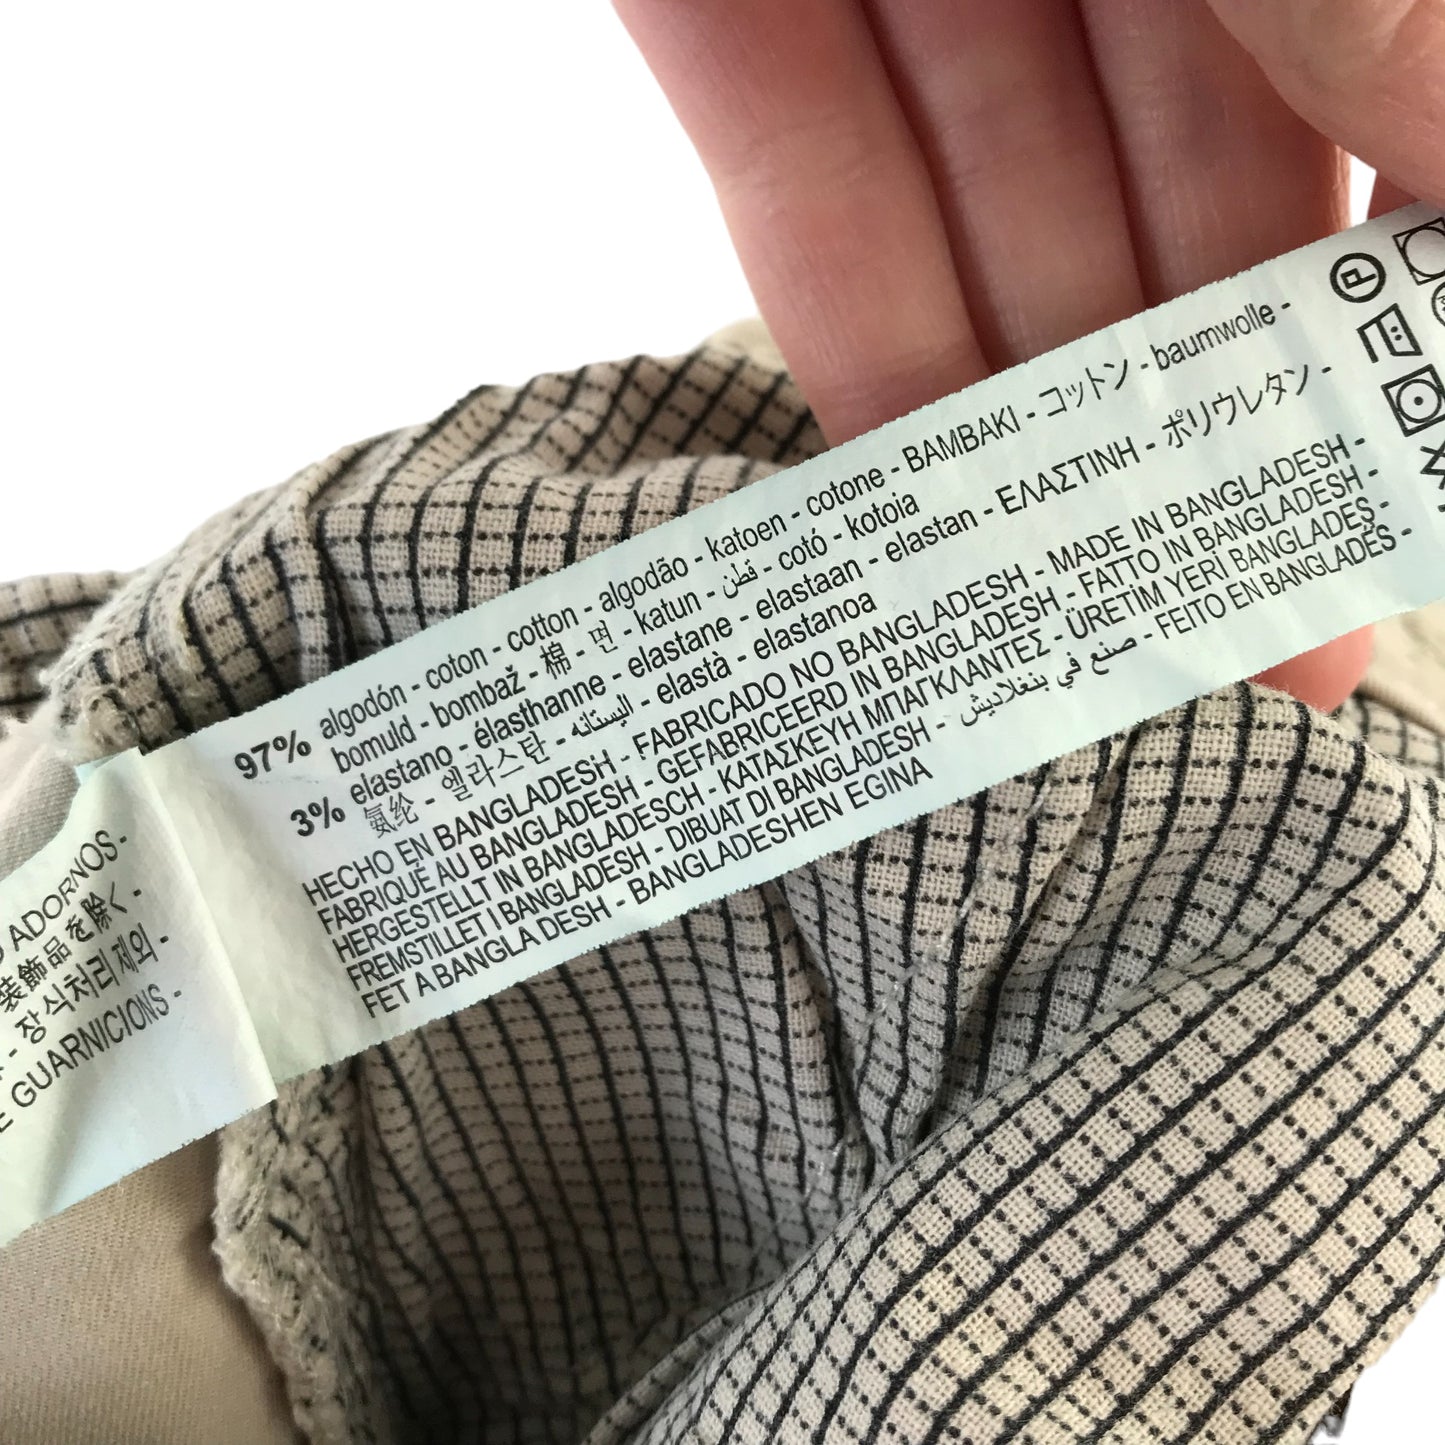 97% algodón - coton - cotton - algodão - katoen - cotone - BAMBAKI - コットン - baumwolle -
bomuld - bombaž - 棉 - 면 - katun - قطن - cotó - kotoia
3% elastano - élasthanne - elastane - elastaan - elastan - ΕΛΑΣΤΙΝΗ - ポリウレタン -
氨纶 - 엘라스탄 - اليستانه - elastà - elastanoa
HECHO EN BANGLADESH - FABRICADO NO BANGLADESH - MADE IN BANGLADESH -
FABRIQUÉ AU BANGLADESH - GEFABRICEERD IN BANGLADESH - FATTO IN BANGLADESH -
HERGESTELLT IN BANGLADESCH - ΚΑΤΑΣΚΕΥΗ ΜΠΑΓΚΛΑΝΤΕΣ - ÜRETİM YERİ BANGLADEŞ -
FREMSTILLET I BANGLADESH - DIBUAT DI BANGLADESH - صنع في بنغلاديش - FEITO EN BANGLADÉS -
FET A BANGLA DESH - BANGLADESHEN EGINA
ADORNOS -
装飾品を除く -
- 장식처리제외 -
GUARNICIONS -
P